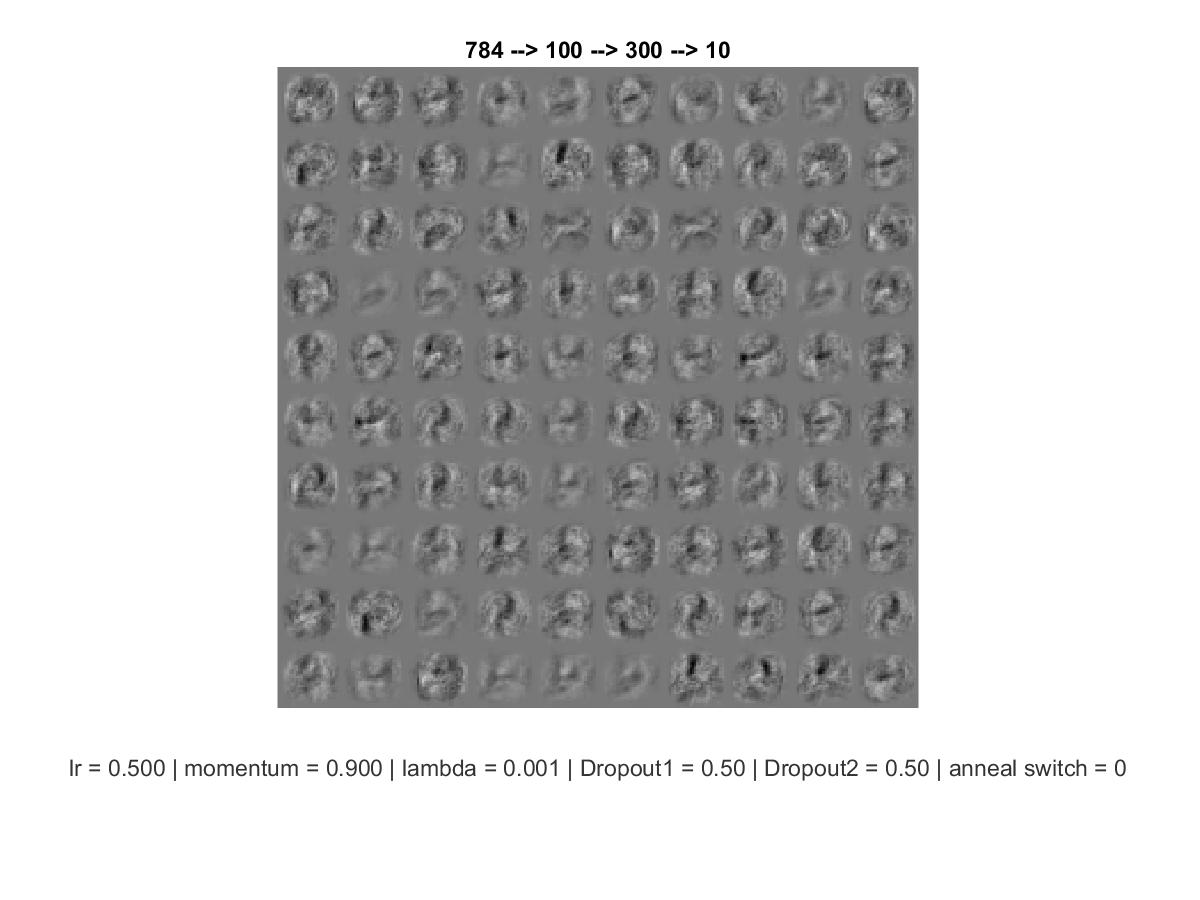 784 --> 100 --> 300 --> 10
lr = 0.500 | momentum = 0.900 | lambda = 0.001 | Dropout1 = 0.50 | Dropout2 = 0.50 | anneal switch = 0